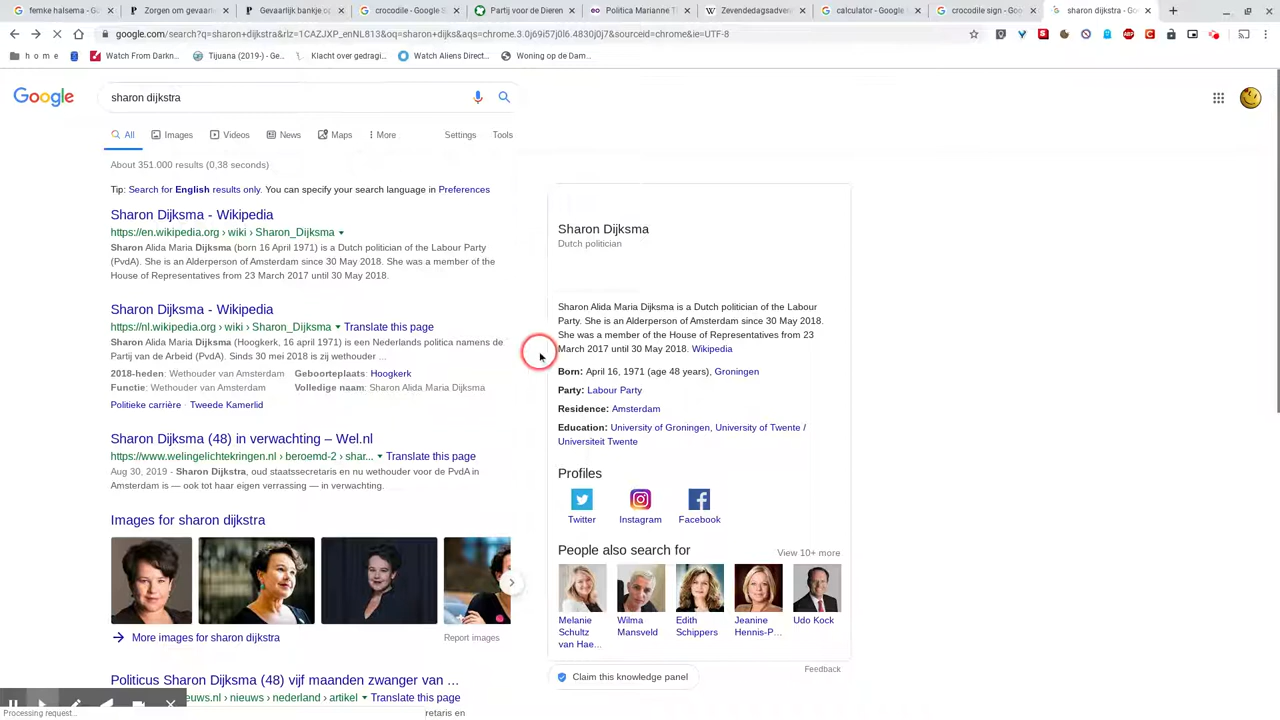 femke halsema - G
Zorgen om gevaarl
Gevaarlijk bankje op
crocodile - Google S
Partij voor de Dieren
Politica Marianne T
Zevendedagsadven
calculator - Google S
crocodile sign - Goo
sharon dijkstra - Goo
google.com/search?q=sharon+dijkstra&rlz=1CAZJXP_enNL813&oq=sharon+dijks&aqs=chrome.3.0j69i57j0l6.4830j0j7&sourceid=chrome&ie=UTF-8
h o m e
Watch From Darkn...
Tijuana (2019-) - Ge...
Klacht over gedragi...
Watch Aliens Direct...
Woning op de Dam...
Google
sharon dijkstra
All Images Videos News Maps More Settings Tools
About 351.000 results (0,38 seconds)
Tip: Search for English results only. You can specify your search language in Preferences
Sharon Dijksma - Wikipedia
https://en.wikipedia.org › wiki › Sharon_Dijksma
Sharon Alida Maria Dijksma (born 16 April 1971) is a Dutch politician of the Labour Party
(PvdA). She is an Alderperson of Amsterdam since 30 May 2018. She was a member of the
House of Representatives from 23 March 2017 until 30 May 2018.
Sharon Dijksma - Wikipedia
https://nl.wikipedia.org › wiki › Sharon_Dijksma Translate this page
Sharon Alida Maria Dijksma (Hoogkerk, 16 april 1971) is een Nederlands politica namens de
Partij van de Arbeid (PvdA). Sinds 30 mei 2018 is zij wethouder ...
2018-heden: Wethouder van Amsterdam Geboorteplaats: Hoogkerk
Functie: Wethouder van Amsterdam Volledige naam: Sharon Alida Maria Dijksma
Politieke carrière · Tweede Kamerlid
Sharon Dijksma (48) in verwachting – Wel.nl
https://www.welingelichtekringen.nl › beroemd-2 › shar... Translate this page
Aug 30, 2019 - Sharon Dijkstra, oud staatssecretaris en nu wethouder voor de PvdA in
Amsterdam is — ook tot haar eigen verrassing — in verwachting.
Images for sharon dijkstra
More images for sharon dijkstra Report images
Politicus Sharon Dijksma (48) vijf maanden zwanger van ...
euws.nl › nieuws › nederland › artikel Translate this page
retaris en
Processing request...
Sharon Dijksma
Dutch politician
Sharon Alida Maria Dijksma is a Dutch politician of the Labour
Party. She is an Alderperson of Amsterdam since 30 May 2018.
She was a member of the House of Representatives from 23
March 2017 until 30 May 2018. Wikipedia
Born: April 16, 1971 (age 48 years), Groningen
Party: Labour Party
Residence: Amsterdam
Education: University of Groningen, University of Twente /
Universiteit Twente
Profiles
Twitter Instagram Facebook
People also search for View 10+ more
Melanie Schultz van Hae...
Wilma Mansveld
Edith Schippers
Jeanine Hennis-P...
Udo Kock
Feedback
Claim this knowledge panel